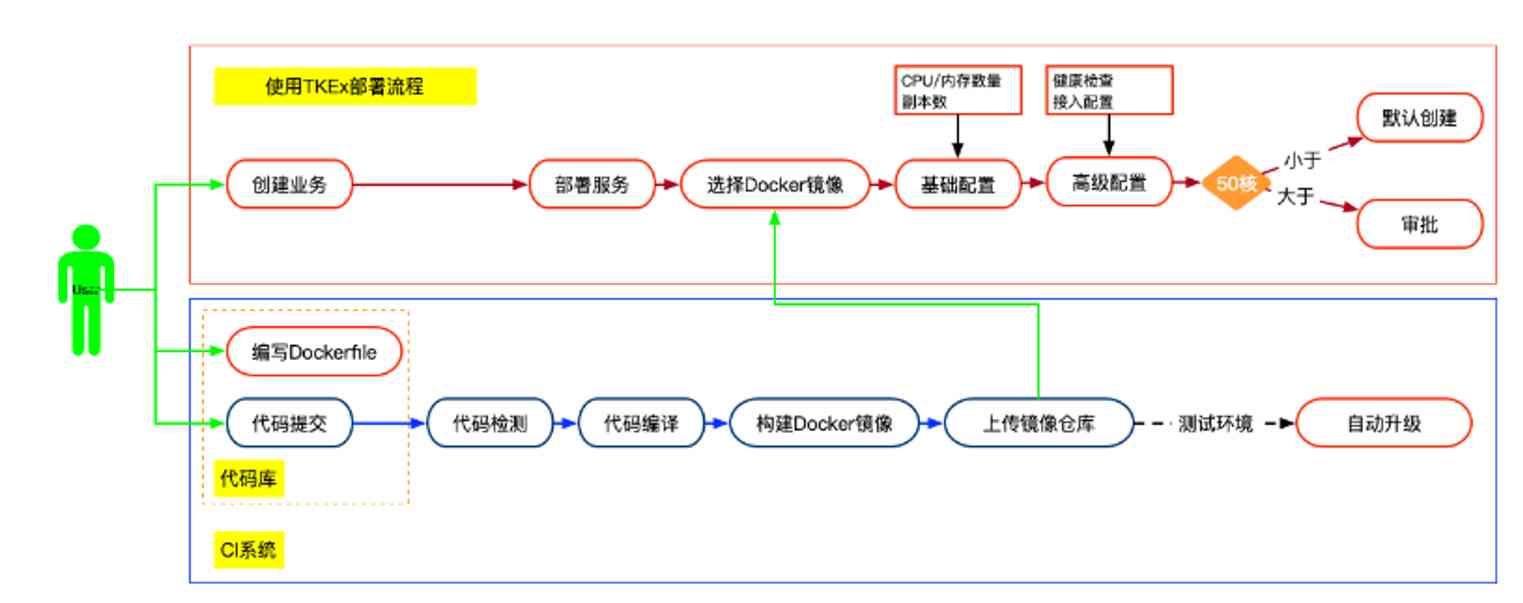 使用TKEx部署流程
CPU/内存数量
副本数
健康检查
接入配置
默认创建
创建业务
部署服务
选择Docker镜像
基础配置
高级配置
50核
小于
大于
审批
User
编写Dockerfile
代码提交
代码检测
代码编译
构建Docker镜像
上传镜像仓库
测试环境
自动升级
代码库
CI系统